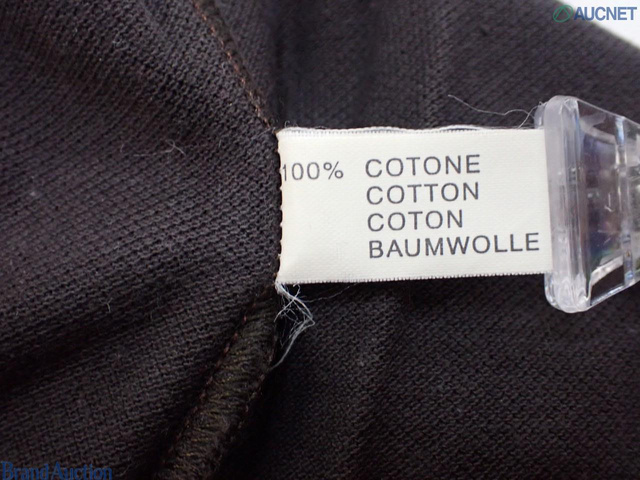 AUCNET
100% COTONE
COTTON
COTON
BAUMWOLLE
Brand Auction